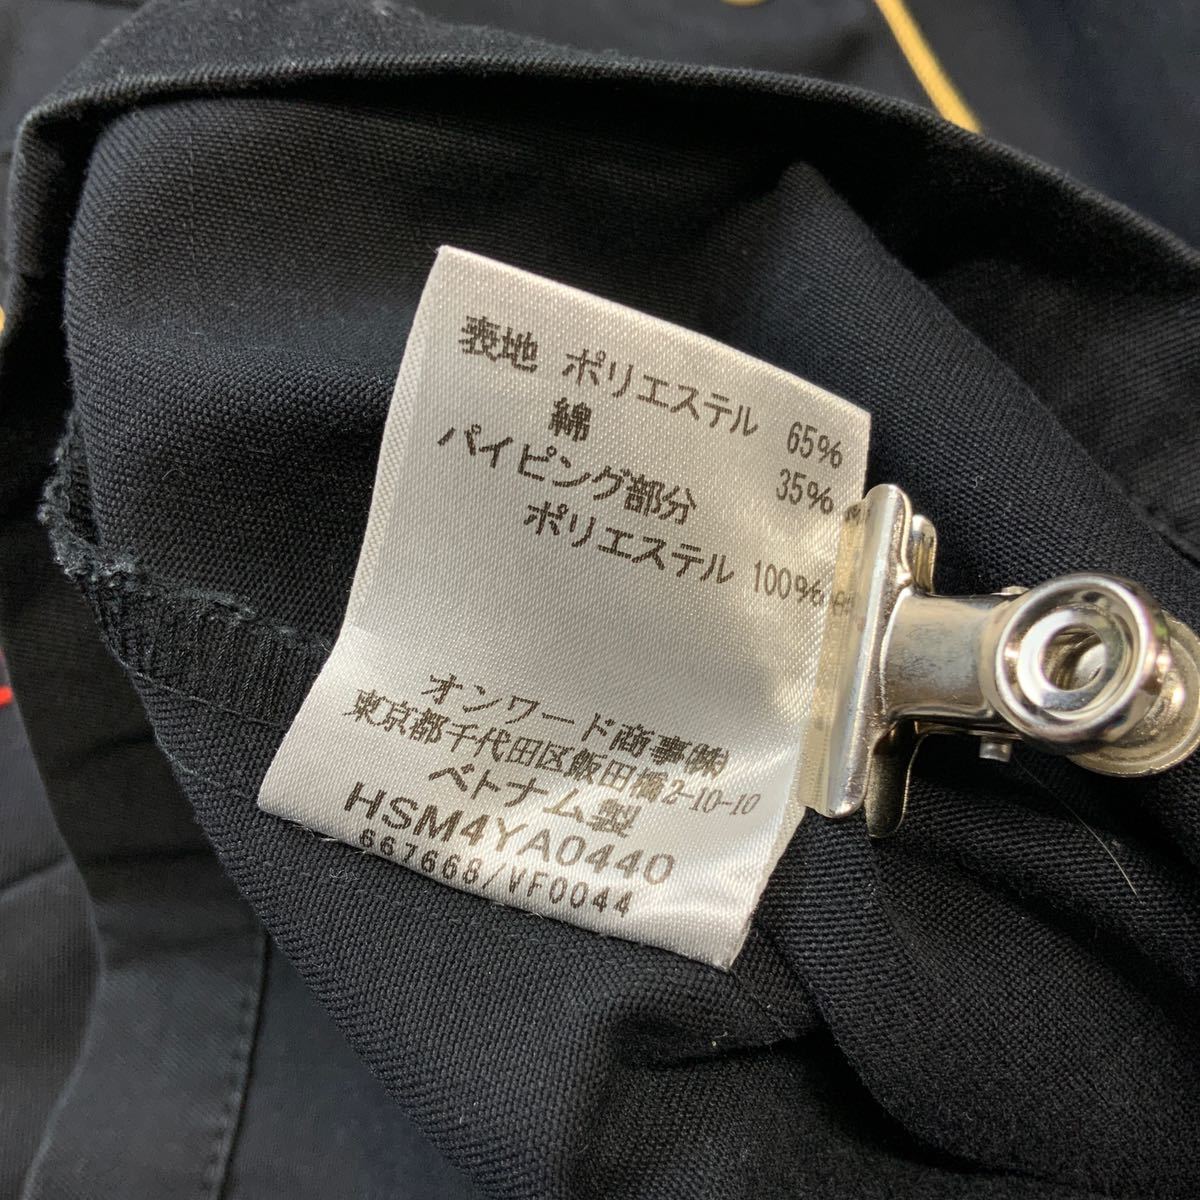 表地 ポリエステル 65%
綿 35%
パイピング部分
ポリエステル 100%
オンワード商事㈱
東京都千代田区飯田橋2-10-10
ベトナム製
HSM4YA0440
667668/VF0044